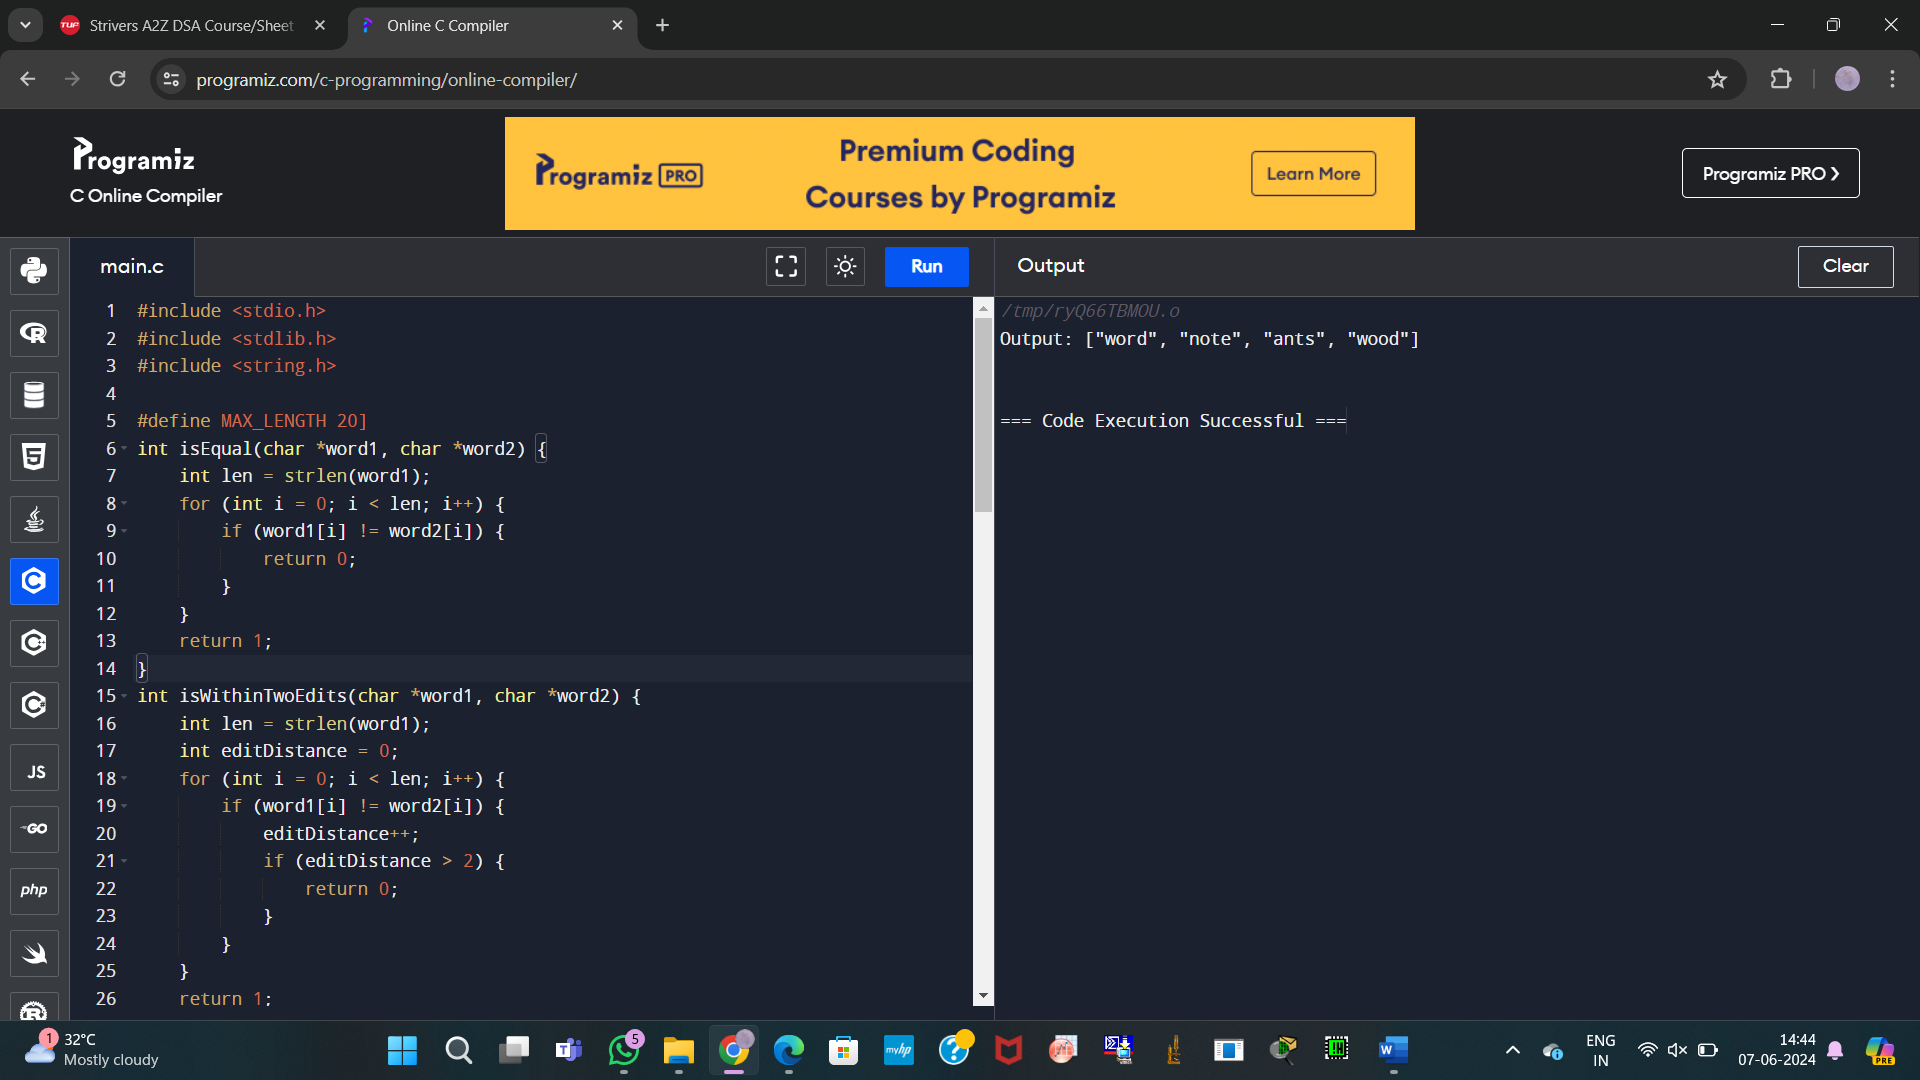 Strivers A2Z DSA Course/Sheet
Online C Compiler
programiz.com/c-programming/online-compiler/
Programiz
C Online Compiler
Programiz PRO
Premium Coding
Courses by Programiz
Learn More
Programiz PRO ❯
main.c
Run
Output
Clear
1 #include <stdio.h>
2 #include <stdlib.h>
3 #include <string.h>
4
5 #define MAX_LENGTH 20]
6 int isEqual(char *word1, char *word2) {
7 int len = strlen(word1);
8 for (int i = 0; i < len; i++) {
9 if (word1[i] != word2[i]) {
10 return 0;
11 }
12 }
13 return 1;
14 }
15 int isWithinTwoEdits(char *word1, char *word2) {
16 int len = strlen(word1);
17 int editDistance = 0;
18 for (int i = 0; i < len; i++) {
19 if (word1[i] != word2[i]) {
20 editDistance++;
21 if (editDistance > 2) {
22 return 0;
23 }
24 }
25 }
26 return 1;
/tmp/ryQ66TBMOU.o
Output: ["word", "note", "ants", "wood"]
=== Code Execution Successful ===
JS
GO
php
1
32°C
Mostly cloudy
5
myhp
ENG
IN
14:44
07-06-2024
PRE